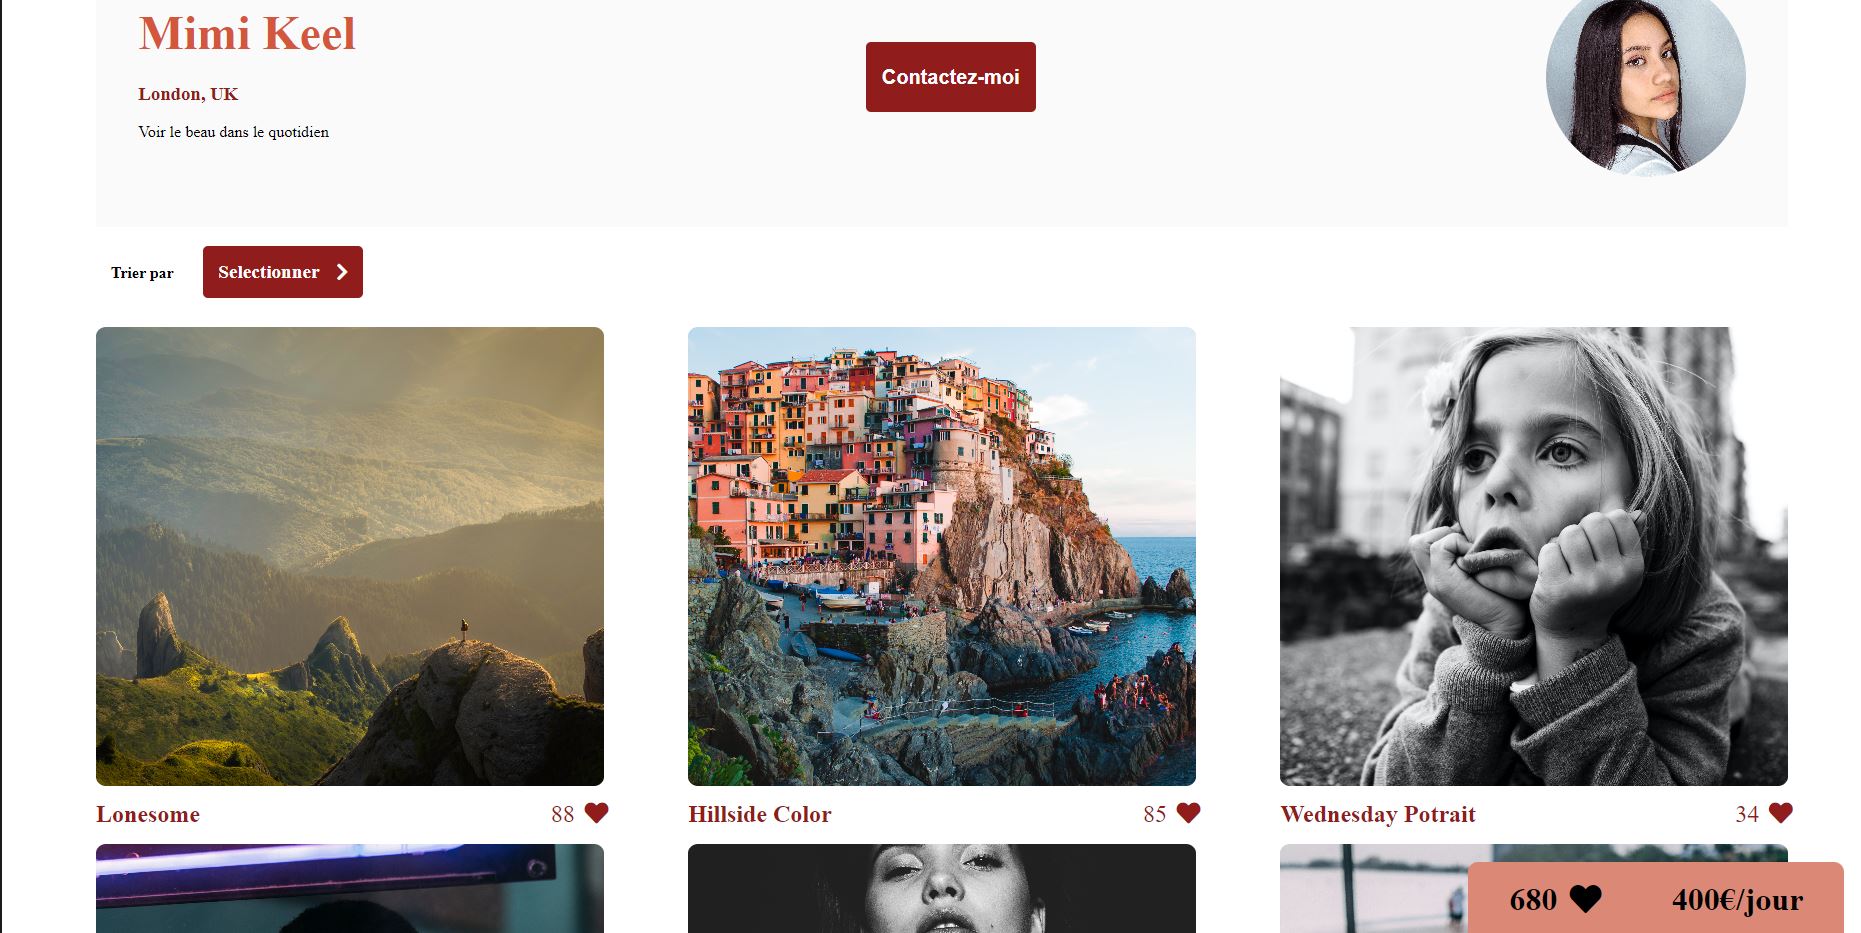 Mimi Keel
London, UK
Voir le beau dans le quotidien
Contactez-moi
Trier par
Selectionner
Lonesome
88
Hillside Color
85
Wednesday Potrait
34
680
400€/jour